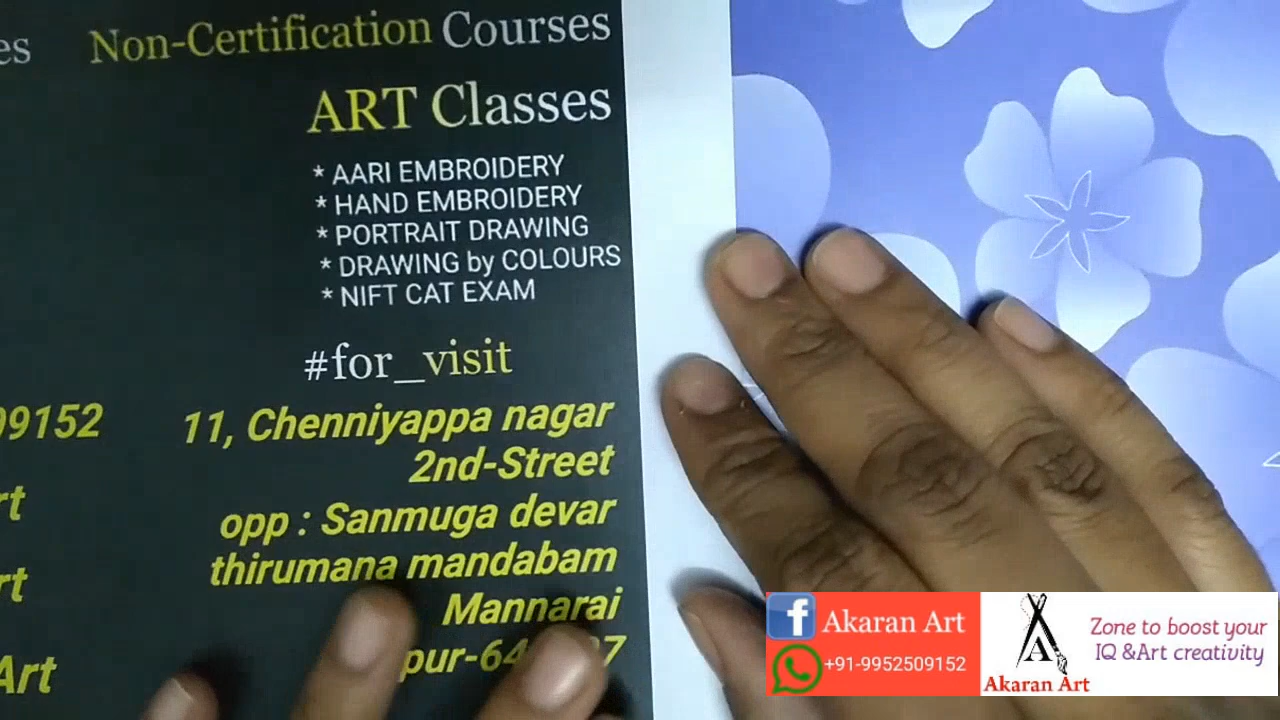 es Non-Certification Courses
ART Classes
* AARI EMBROIDERY
* HAND EMBROIDERY
* PORTRAIT DRAWING
* DRAWING by COLOURS
* NIFT CAT EXAM
#for_visit
09152
11, Chenniyappa nagar
2nd-Street
rt
opp : Sanmuga devar
thirumana mandabam
rt
Mannarai
Art
Akaran Art
+91-9952509152
Akaran Art
Zone to boost your
IQ &Art creativity